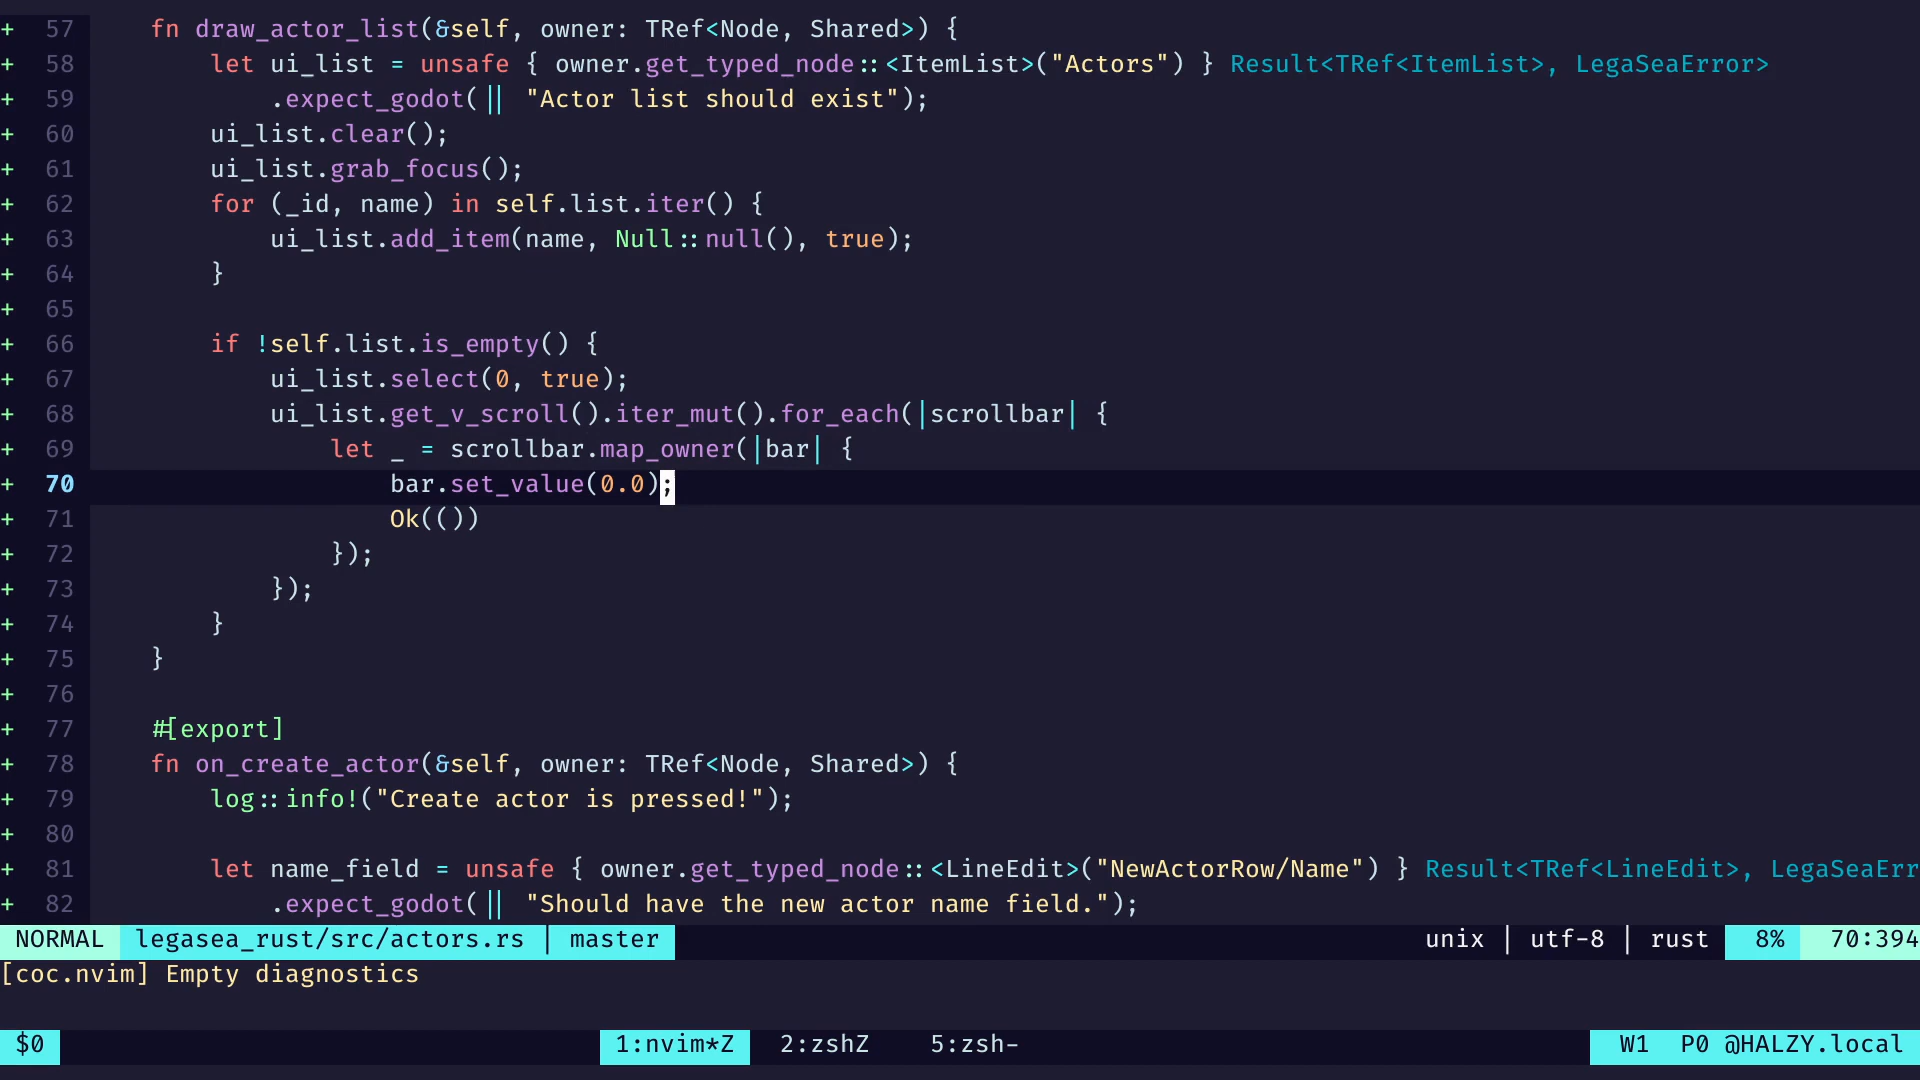 + 57     fn draw_actor_list(&self, owner: TRef<Node, Shared>) {
+ 58         let ui_list = unsafe { owner.get_typed_node::<ItemList>("Actors") } Result<TRef<ItemList>, LegaSeaError>
+ 59             .expect_godot(|| "Actor list should exist");
+ 60         ui_list.clear();
+ 61         ui_list.grab_focus();
+ 62         for (_id, name) in self.list.iter() {
+ 63             ui_list.add_item(name, Null::null(), true);
+ 64         }
+ 65
+ 66         if !self.list.is_empty() {
+ 67             ui_list.select(0, true);
+ 68             ui_list.get_v_scroll().iter_mut().for_each(|scrollbar| {
+ 69                 let _ = scrollbar.map_owner(|bar| {
+ 70                     bar.set_value(0.0);
+ 71                     Ok(())
+ 72                 });
+ 73             });
+ 74         }
+ 75     }
+ 76
+ 77     #[export]
+ 78     fn on_create_actor(&self, owner: TRef<Node, Shared>) {
+ 79         log::info!("Create actor is pressed!");
+ 80
+ 81         let name_field = unsafe { owner.get_typed_node::<LineEdit>("NewActorRow/Name") } Result<TRef<LineEdit>, LegaSeaErr
+ 82             .expect_godot(|| "Should have the new actor name field.");
NORMAL legasea_rust/src/actors.rs | master unix | utf-8 | rust 8% 70:394
[coc.nvim] Empty diagnostics
$0 1:nvim*Z 2:zshZ 5:zsh- W1 P0 @HALZY.local